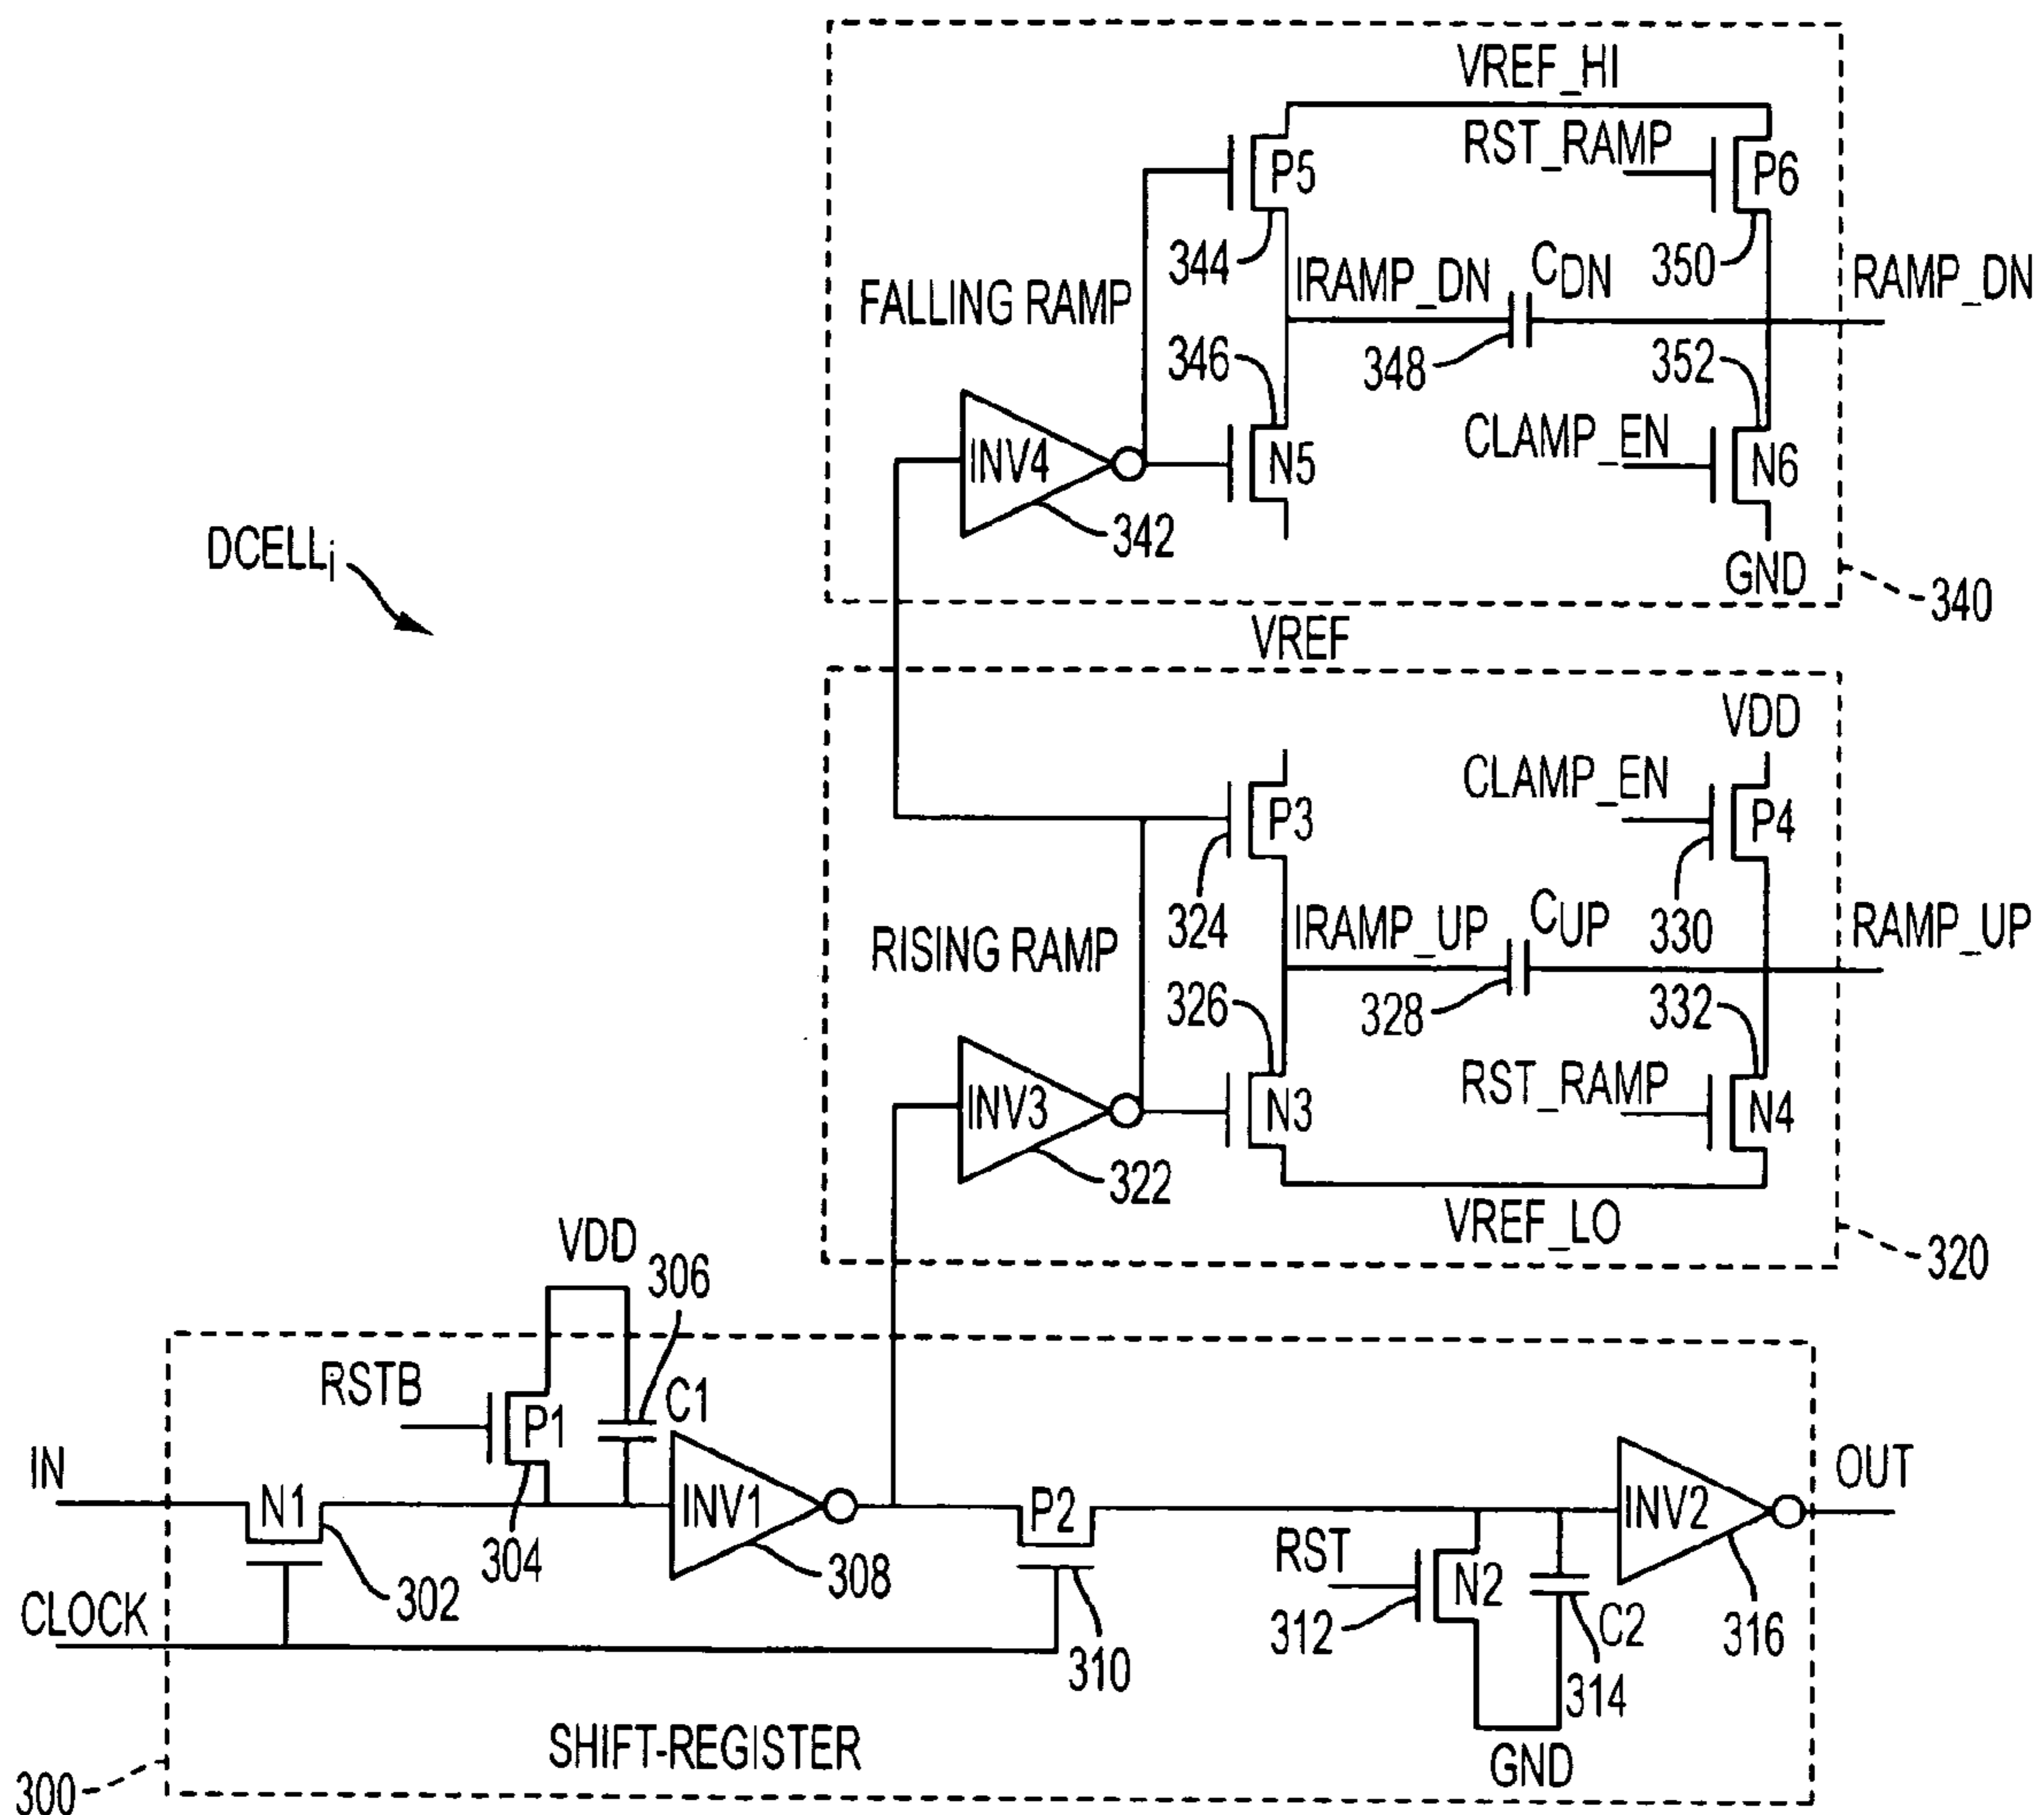 VREF_HI
RST_RAMP
P5
P6
344
IRAMP_DN
CDN
350
RAMP_DN
FALLING RAMP
346
348
352
CLAMP_EN
INV4
N5
N6
342
GND
340
DCELLi
VREF
VDD
CLAMP_EN
P3
P4
324
IRAMP_UP
CUP
330
RAMP_UP
RISING RAMP
326
328
332
RST_RAMP
INV3
N3
N4
322
VREF_LO
320
VDD
306
RSTB
P1
C1
IN
N1
INV1
P2
INV2
OUT
304
308
RST
N2
302
CLOCK
312
C2
316
310
314
SHIFT-REGISTER
GND
300